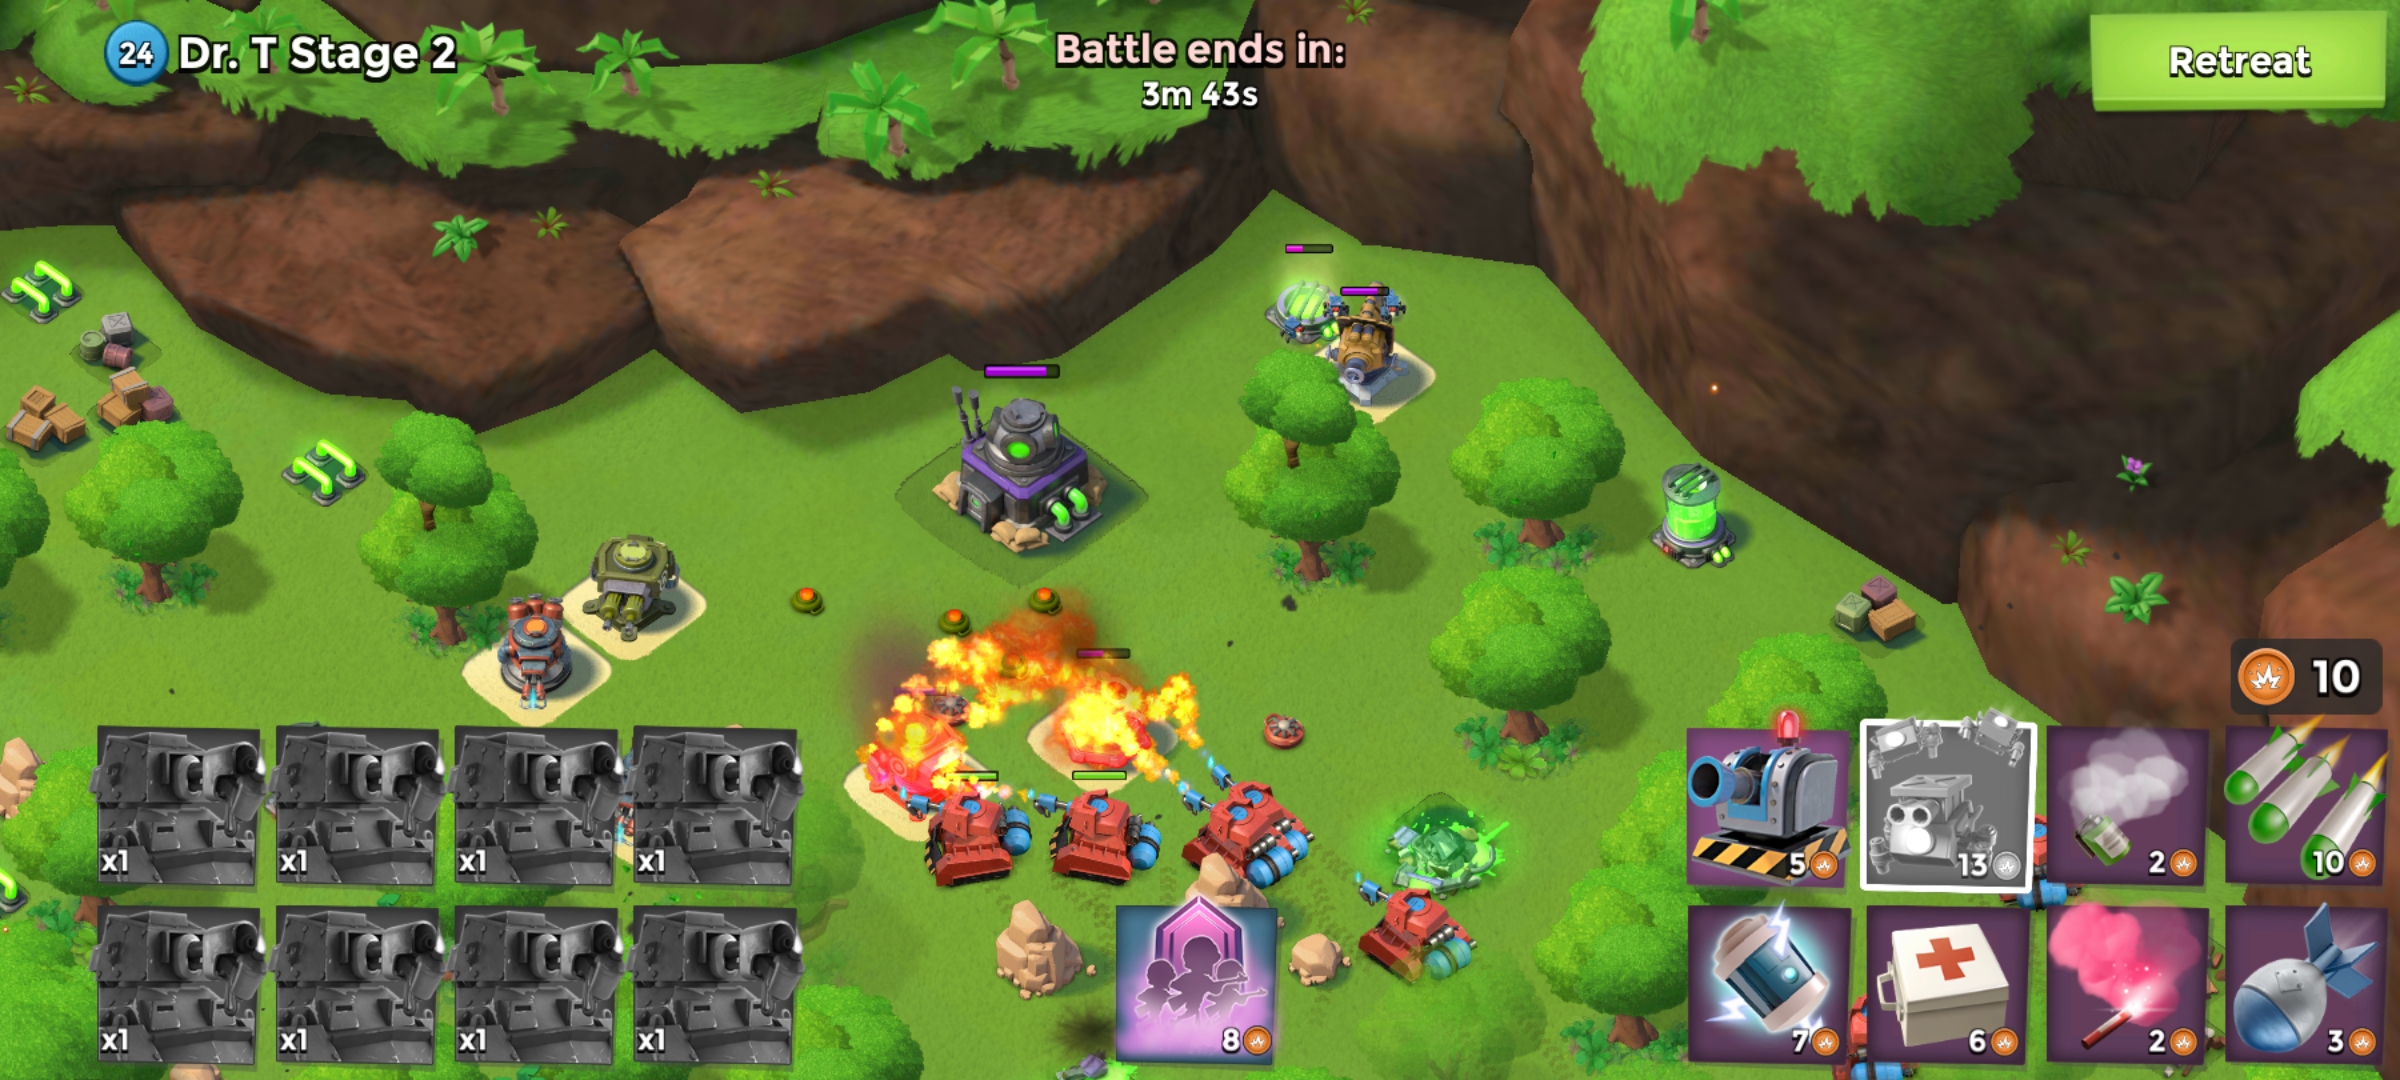 24 Dr. T Stage 2
Battle ends in:
3m 43s
Retreat
10
x1 x1 x1 x1
5 13 2 10
x1 x1 x1 x1
8
7 6 2 3